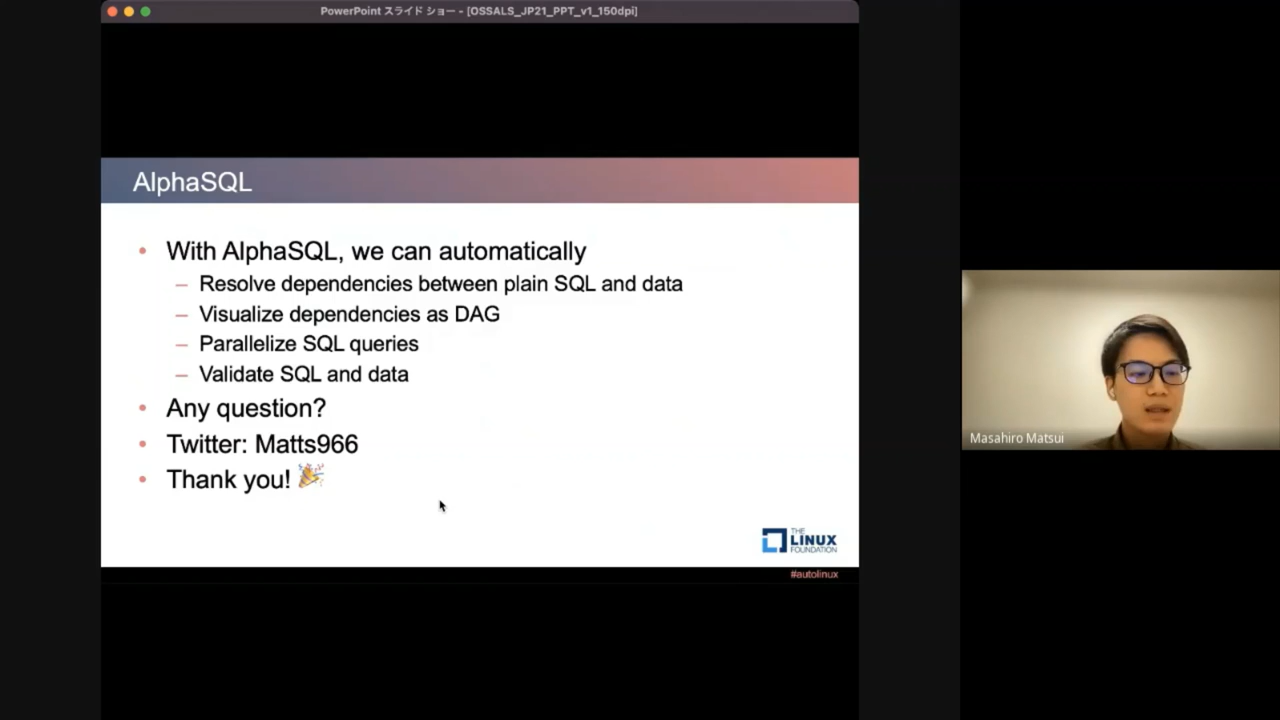 PowerPoint スライド ショー - [OSSALS_JP21_PPT_v1_150dpi]
AlphaSQL
• With AlphaSQL, we can automatically
– Resolve dependencies between plain SQL and data
– Visualize dependencies as DAG
– Parallelize SQL queries
– Validate SQL and data
• Any question?
• Twitter: Matts966
• Thank you! 🎉
THE
LINUX
FOUNDATION
#autolinux
Masahiro Matsui